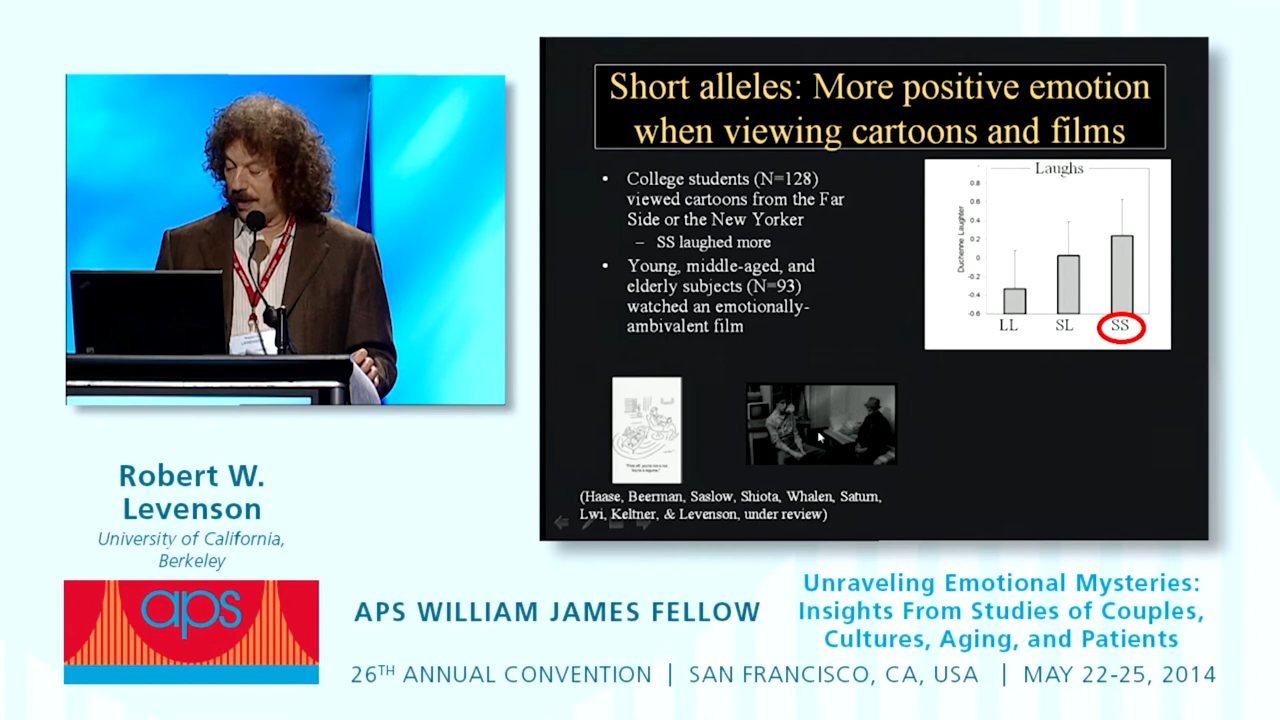 Short alleles: More positive emotion
when viewing cartoons and films
• College students (N=128)
viewed cartoons from the Far
Side or the New Yorker
– SS laughed more
• Young, middle-aged, and
elderly subjects (N=93)
watched an emotionally-
ambivalent film
Laughs
Duchenne Laughter
0.8
0.6
0.4
0.2
0
-0.2
-0.4
-0.6
LL SL SS
(Haase, Beerman, Saslow, Shiota, Whalen, Saturn,
Lwi, Keltner, & Levenson, under review)
Robert W.
Levenson
University of California,
Berkeley
aps
APS WILLIAM JAMES FELLOW
Unraveling Emotional Mysteries:
Insights From Studies of Couples,
Cultures, Aging, and Patients
26TH ANNUAL CONVENTION | SAN FRANCISCO, CA, USA | MAY 22-25, 2014